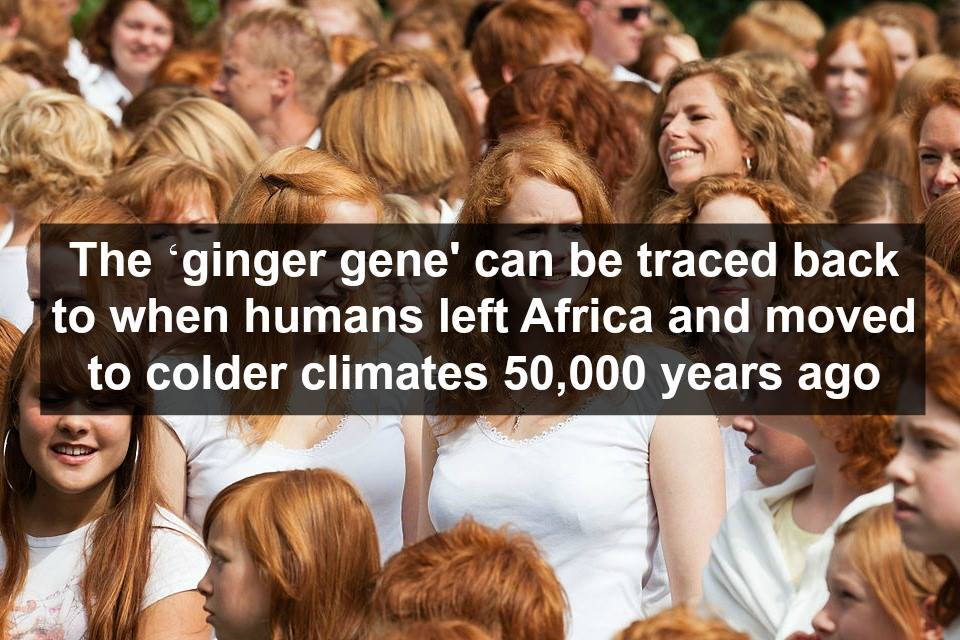 The ‘ginger gene' can be traced back
to when humans left Africa and moved
to colder climates 50,000 years ago